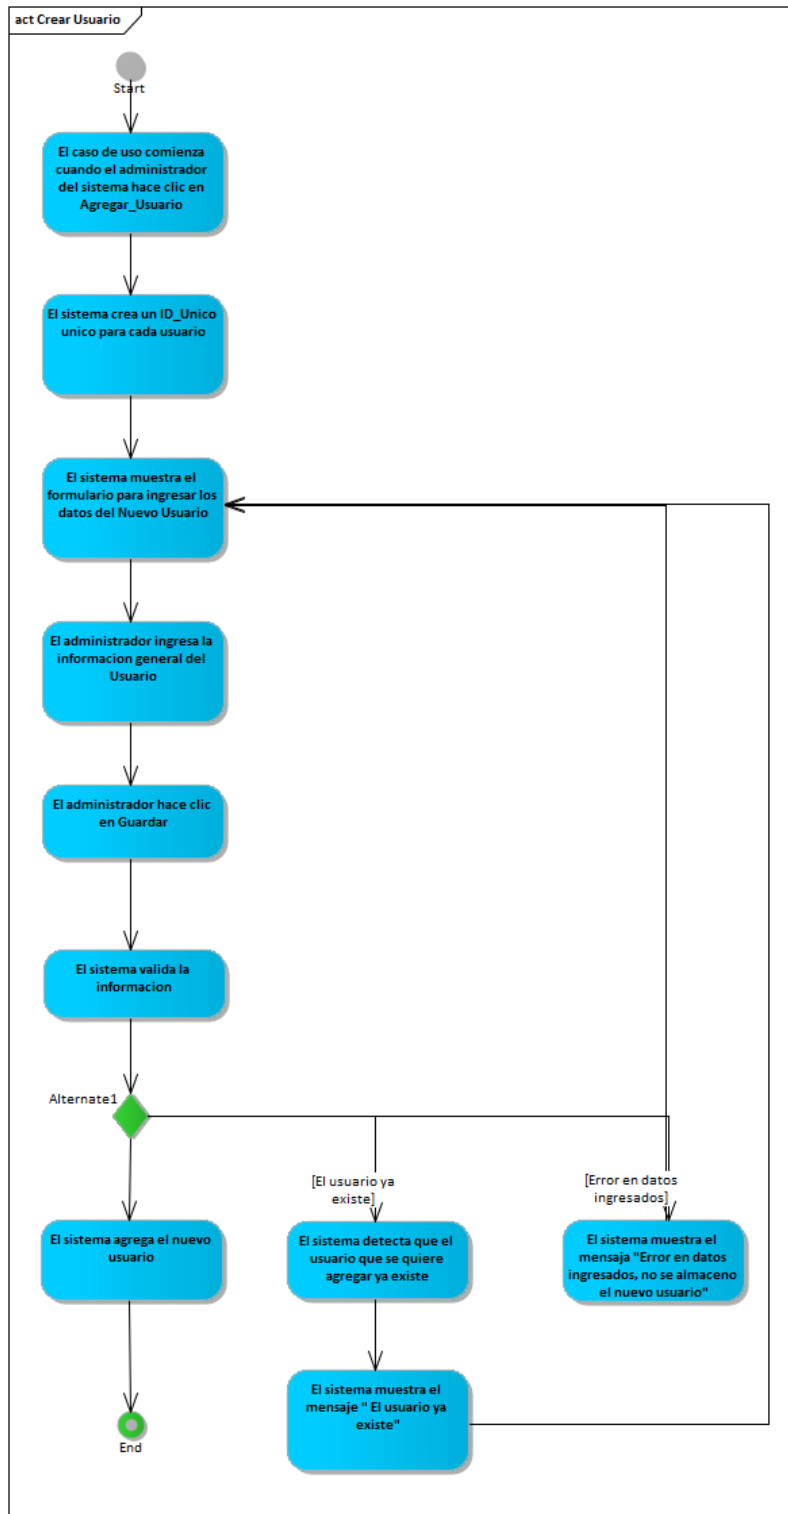 act Crear Usuario
Start
El caso de uso comienza
cuando el administrador
del sistema hace clic en
Agregar_Usuario
El sistema crea un ID_Unico
unico para cada usuario
El sistema muestra el
formulario para ingresar los
datos del Nuevo Usuario
El administrador ingresa la
informacion general del
Usuario
El administrador hace clic
en Guardar
El sistema valida la
informacion
Alternate1
[El usuario ya
existe]
[Error en datos
ingresados]
El sistema agrega el nuevo
usuario
El sistema detecta que el
usuario que se quiere
agregar ya existe
El sistema muestra el
mensaja "Error en datos
ingresados, no se almaceno
el nuevo usuario"
El sistema muestra el
mensaje " El usuario ya
existe"
End